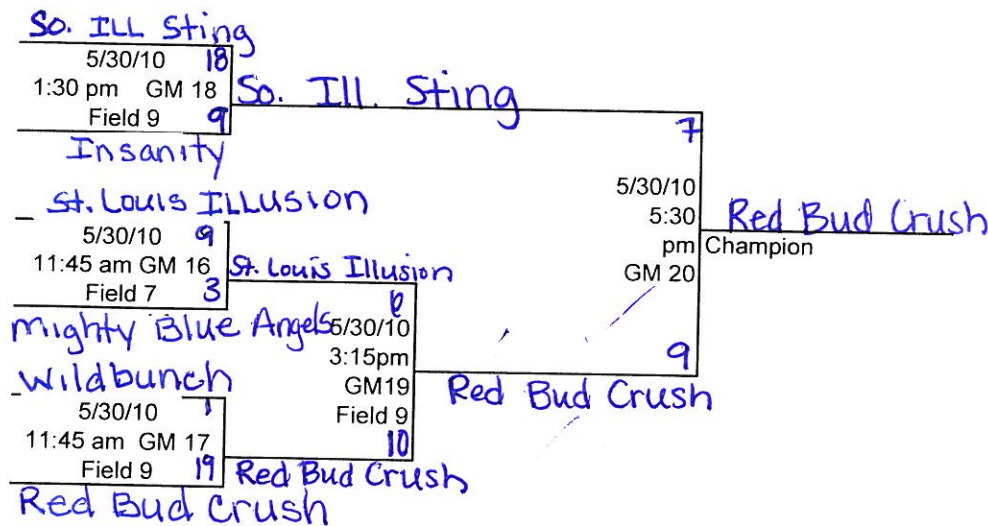 So. ILL Sting
5/30/10 18
1:30 pm GM 18
So. Ill. Sting
Field 9 9
7
Insanity
5/30/10
St. Louis ILLUSION
5:30
Red Bud Crush
5/30/10 9
pm Champion
11:45 am GM 16
St. Louis Illusion
GM 20
Field 7 3
6
Mighty Blue Angels
5/30/10
3:15pm
9
Wildbunch
GM19
Red Bud Crush
5/30/10 1
Field 9
11:45 am GM 17
10
Field 9 19
Red Bud Crush
Red Bud Crush